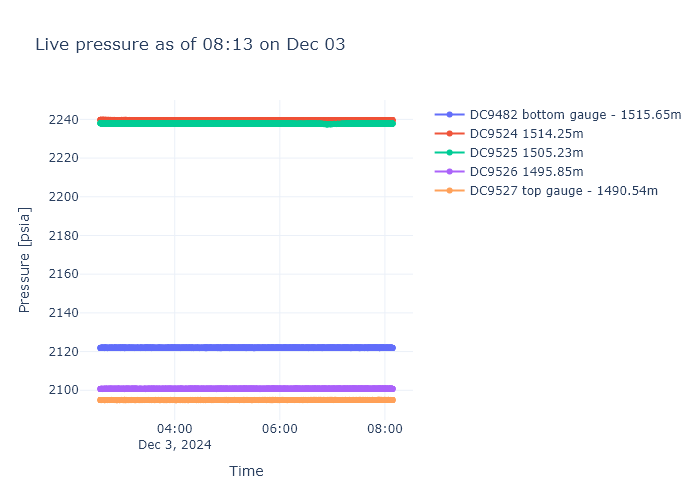 Live pressure as of 08:13 on Dec 03
DC9482 bottom gauge - 1515.65m
DC9524 1514.25m
DC9525 1505.23m
DC9526 1495.85m
DC9527 top gauge - 1490.54m
Pressure [psia]
2240
2220
2200
2180
2160
2140
2120
2100
04:00
06:00
08:00
Dec 3, 2024
Time